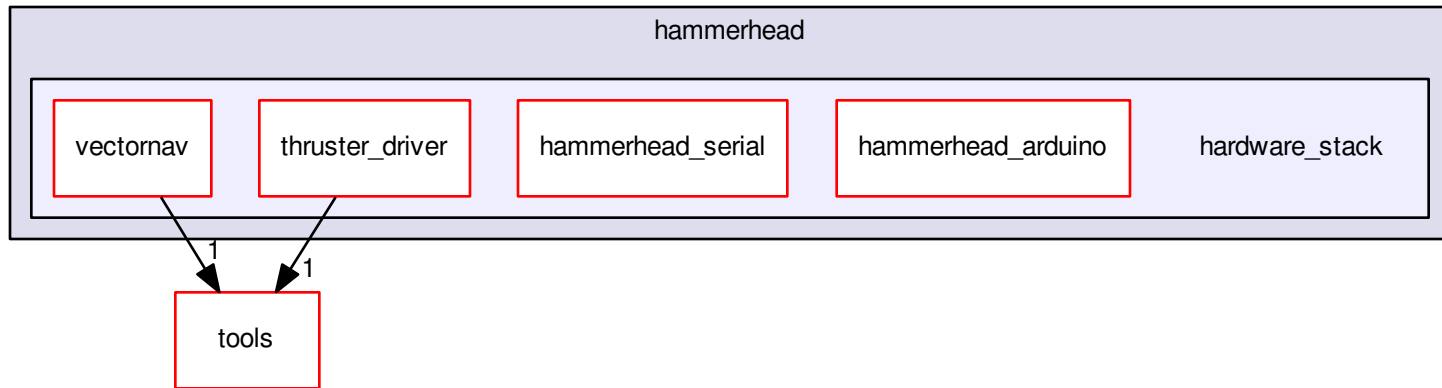 hammerhead
vectornav
thruster_driver
hammerhead_serial
hammerhead_arduino
hardware_stack
1
1
tools